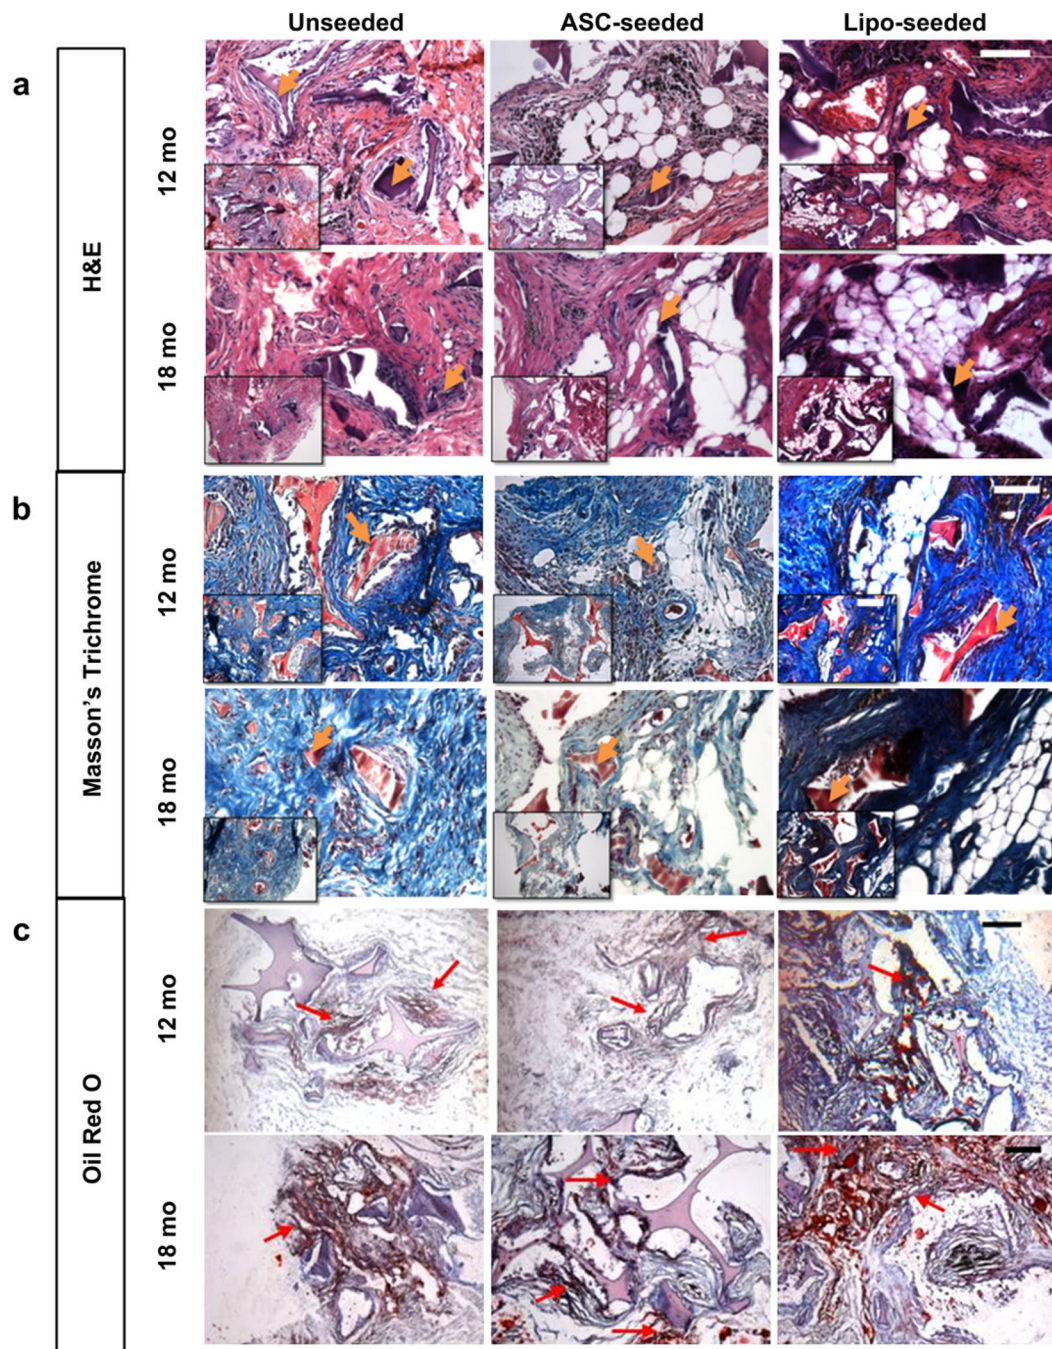 Unseeded ASC-seeded Lipo-seeded
a
H&E
12 mo
18 mo
b
Masson's Trichrome
12 mo
18 mo
c
Oil Red O
12 mo
18 mo